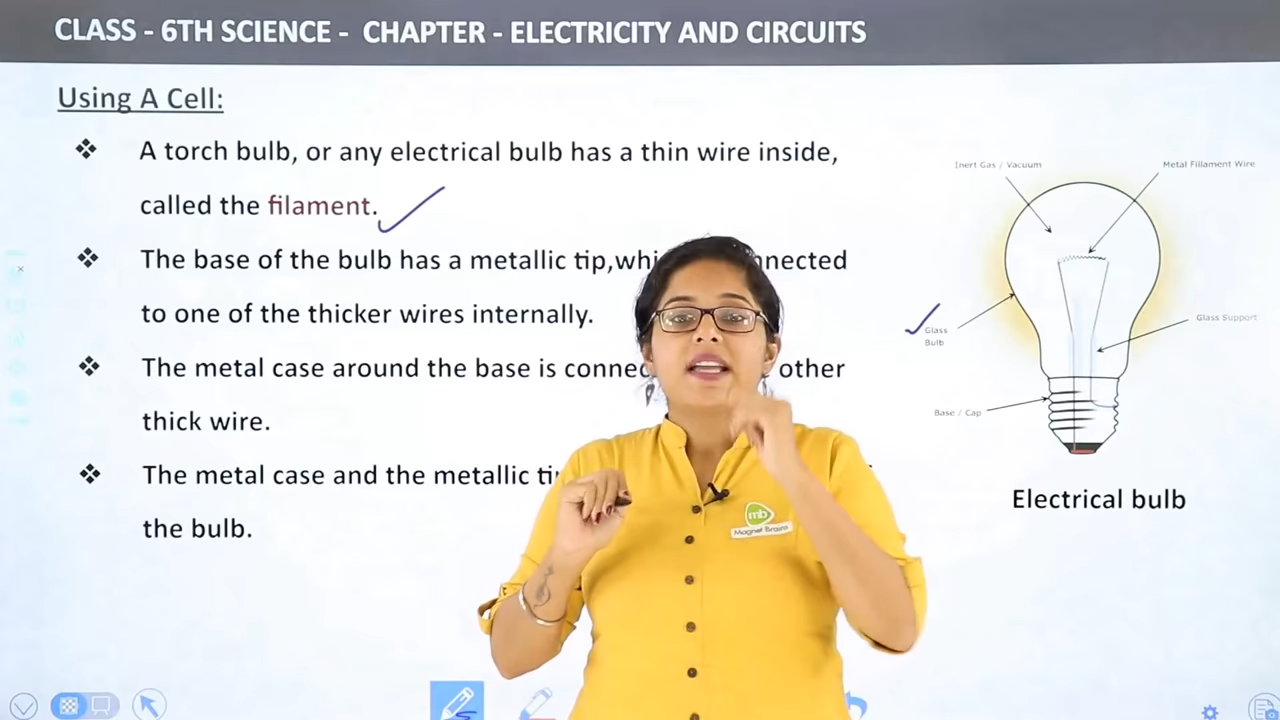 CLASS - 6TH SCIENCE - CHAPTER - ELECTRICITY AND CIRCUITS
Using A Cell:
A torch bulb, or any electrical bulb has a thin wire inside,
called the filament.
The base of the bulb has a metallic tip,
to one of the thicker wires internally.
The metal case around the base is other
thick wire.
The metal case and the metallic
the bulb.
Inert Gas / Vacuum
Metal Fillament Wire
Glass
Bulb
Glass Support
Base / Cap
Electrical bulb
mb
Magnet Brains